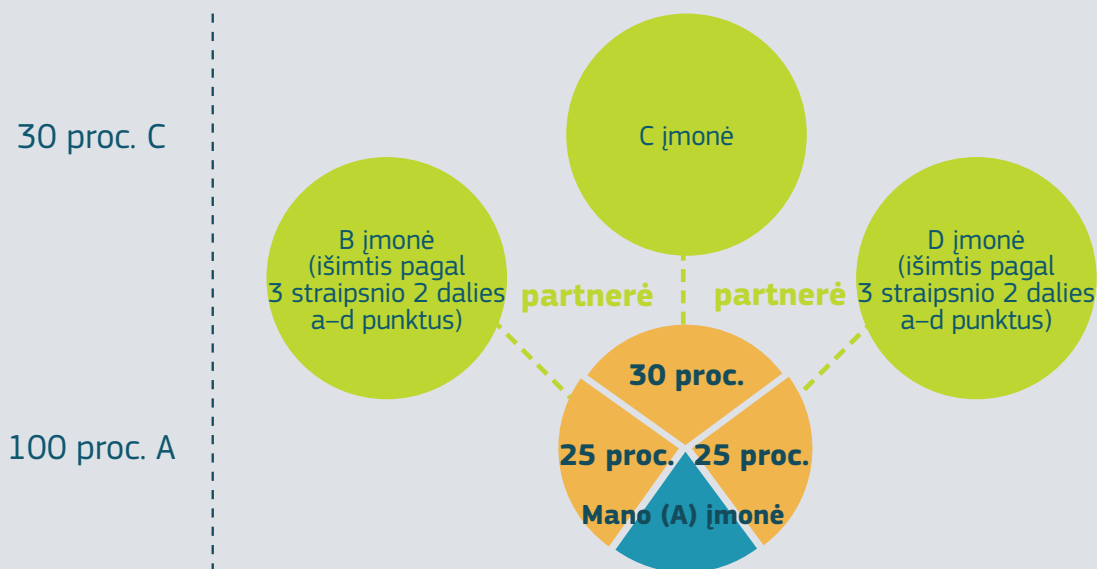 30 proc. C
C įmonė
B įmonė
(išimtis pagal
3 straipsnio 2 dalies
a–d punktus)
partnerė
partnerė
D įmonė
(išimtis pagal
3 straipsnio 2 dalies
a–d punktus)
30 proc.
100 proc. A
25 proc.
25 proc.
Mano (A) įmonė